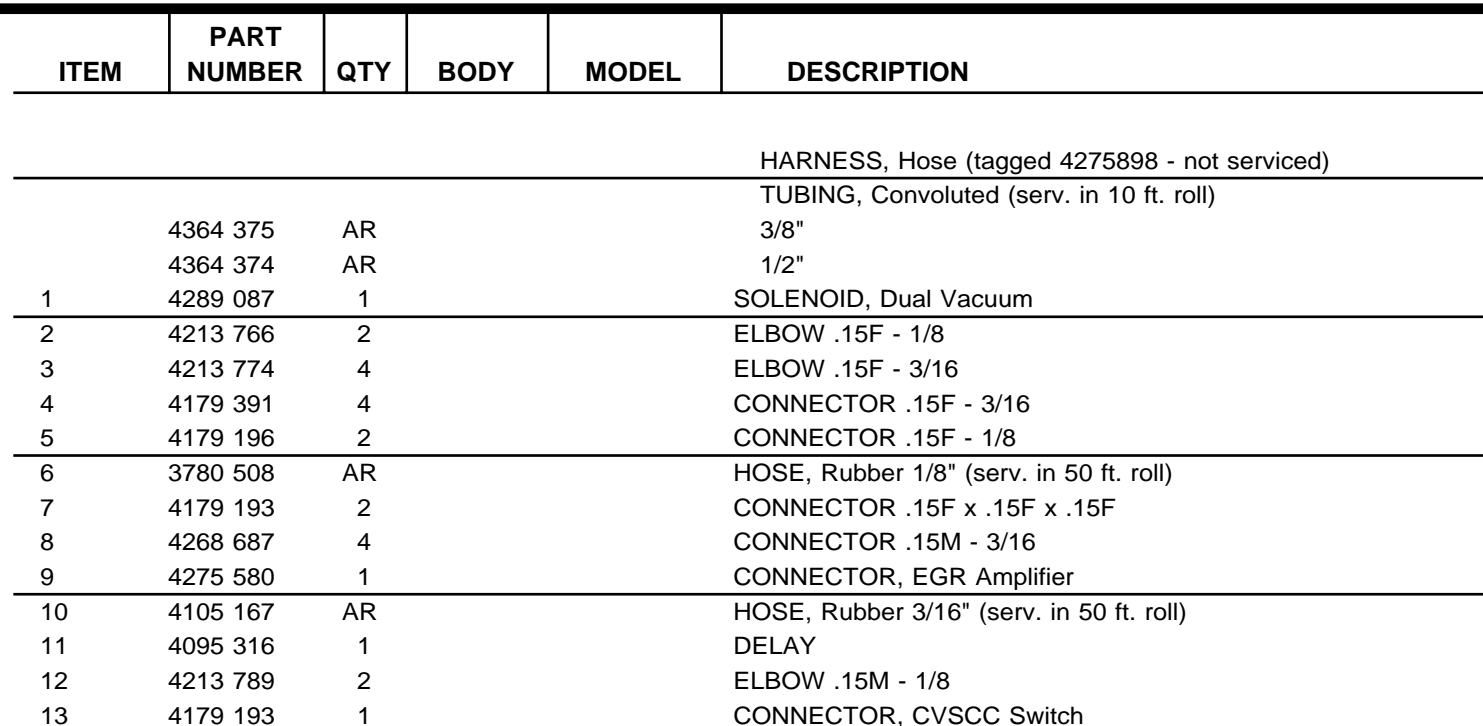 PART
ITEM NUMBER QTY BODY MODEL DESCRIPTION
HARNESS, Hose (tagged 4275898 - not serviced)
TUBING, Convoluted (serv. in 10 ft. roll)
4364 375 AR 3/8"
4364 374 AR 1/2"
1 4289 087 1 SOLENOID, Dual Vacuum
2 4213 766 2 ELBOW .15F - 1/8
3 4213 774 4 ELBOW .15F - 3/16
4 4179 391 4 CONNECTOR .15F - 3/16
5 4179 196 2 CONNECTOR .15F - 1/8
6 3780 508 AR HOSE, Rubber 1/8" (serv. in 50 ft. roll)
7 4179 193 2 CONNECTOR .15F x .15F x .15F
8 4268 687 4 CONNECTOR .15M - 3/16
9 4275 580 1 CONNECTOR, EGR Amplifier
10 4105 167 AR HOSE, Rubber 3/16" (serv. in 50 ft. roll)
11 4095 316 1 DELAY
12 4213 789 2 ELBOW .15M - 1/8
13 4179 193 1 CONNECTOR, CVSCC Switch